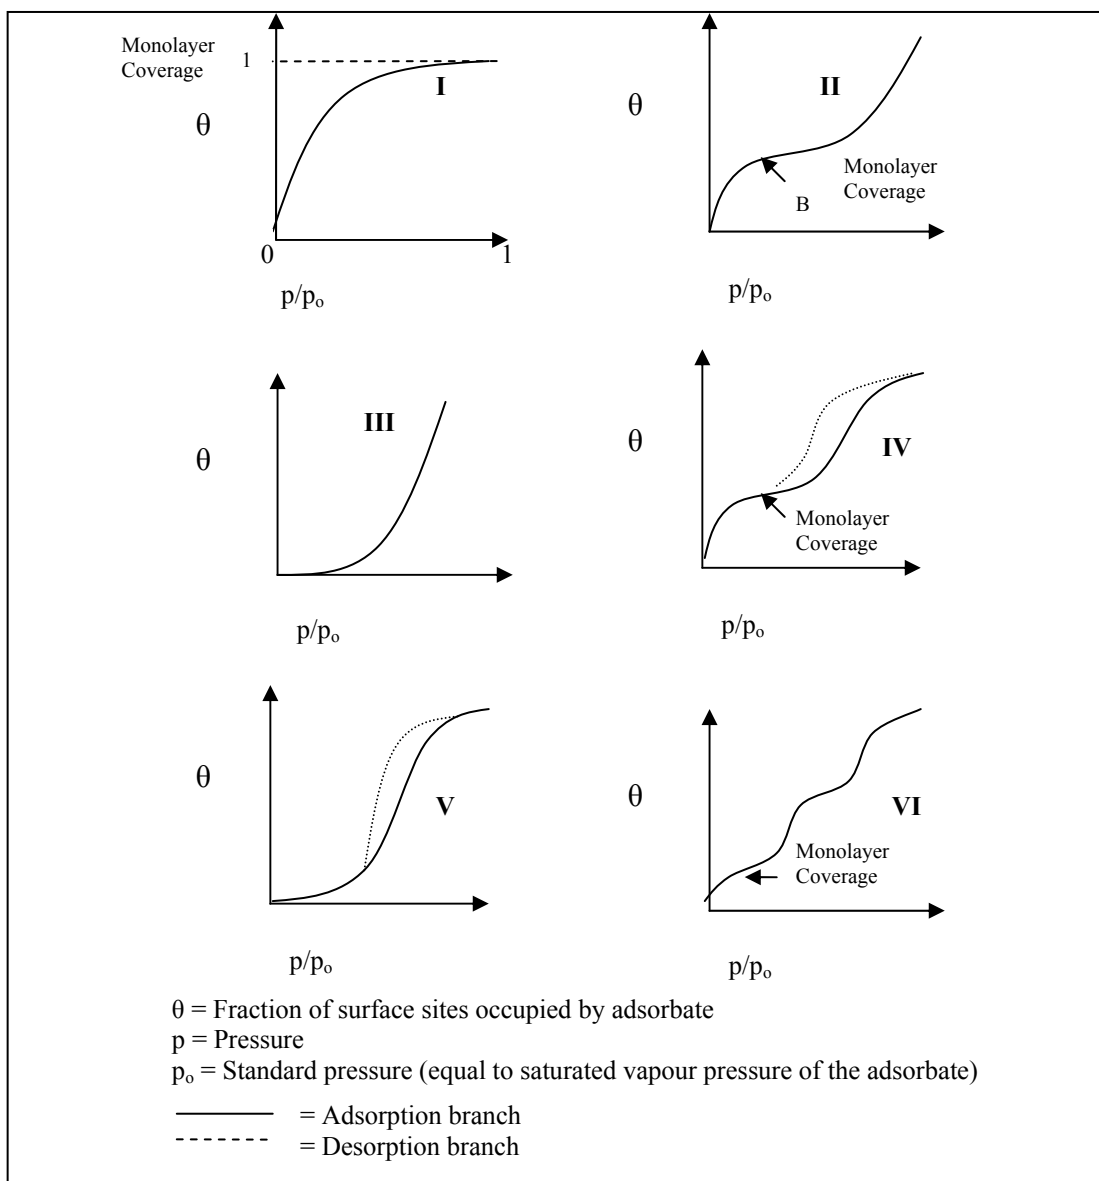 Monolayer
Coverage
1
I
θ
0
1
p/pₒ
II
θ
Monolayer
Coverage
B
p/pₒ
III
θ
p/pₒ
θ
IV
Monolayer
Coverage
p/pₒ
θ
V
p/pₒ
θ
VI
Monolayer
Coverage
p/pₒ
θ = Fraction of surface sites occupied by adsorbate
p = Pressure
pₒ = Standard pressure (equal to saturated vapour pressure of the adsorbate)
= Adsorption branch
= Desorption branch